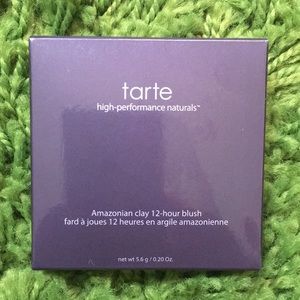 tarte
high-performance naturals™
Amazonian clay 12-hour blush
fard à joues 12 heures en argile amazonienne
net wt 5.6 g / 0.20 Oz.